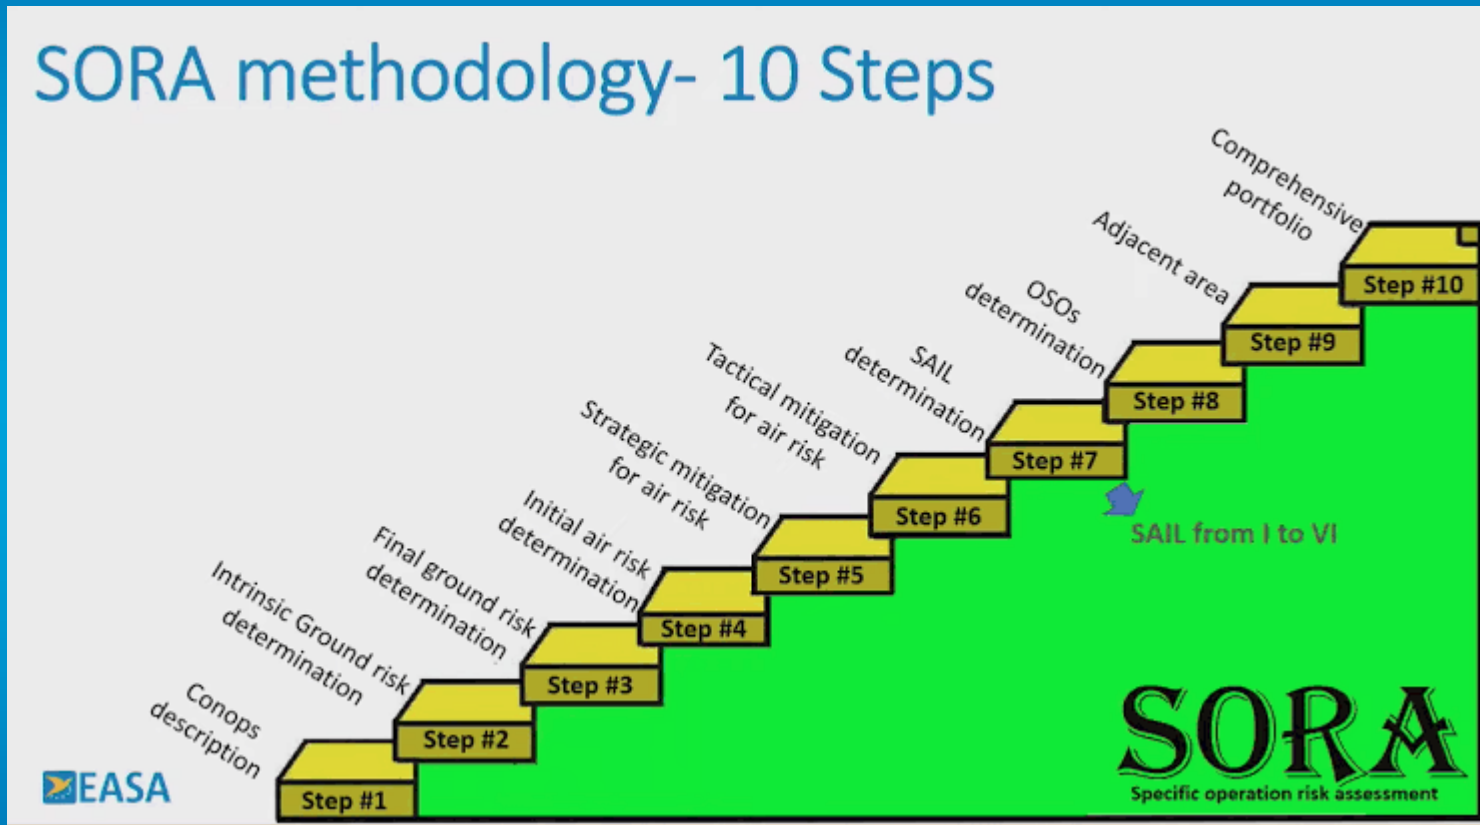 SORA methodology- 10 Steps
Conops
description
Step #1
Intrinsic Ground risk
determination
Step #2
Final ground risk
determination
Step #3
Initial air risk
determination
Step #4
Strategic mitigation
for air risk
Step #5
Tactical mitigation
for air risk
Step #6
SAIL
determination
Step #7
SAIL from I to VI
OSOs
determination
Step #8
Adjacent area
Step #9
Comprehensive
portfolio
Step #10
EASA
SORA
Specific operation risk assessment